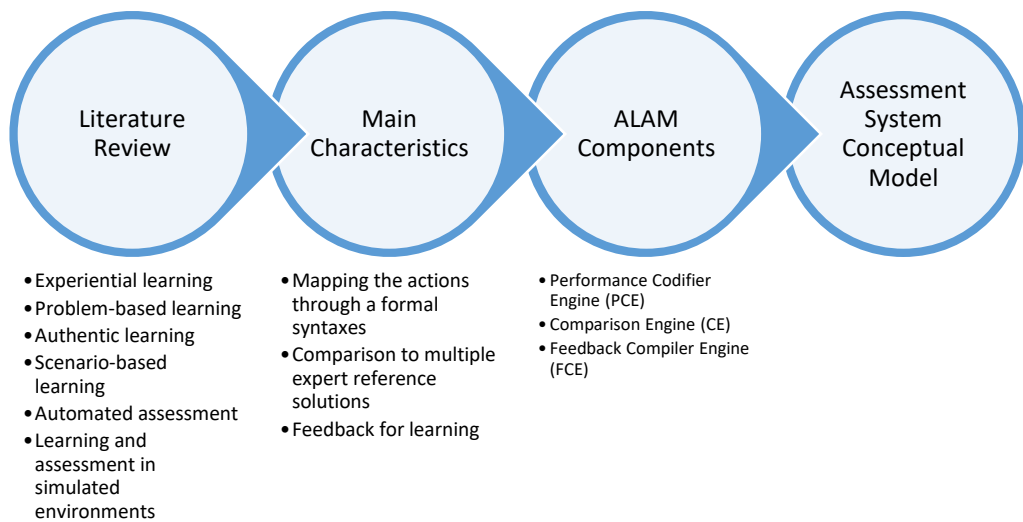 Literature
Review
Main
Characteristics
ALAM
Components
Assessment
System
Conceptual
Model
•Experiential learning
•Problem-based learning
•Authentic learning
•Scenario-based
learning
•Automated assessment
•Learning and
assessment in
simulated
environments
•Mapping the actions
through a formal
syntaxes
•Comparison to multiple
expert reference
solutions
•Feedback for learning
•Performance Codifier
Engine (PCE)
•Comparison Engine (CE)
•Feedback Compiler Engine
(FCE)